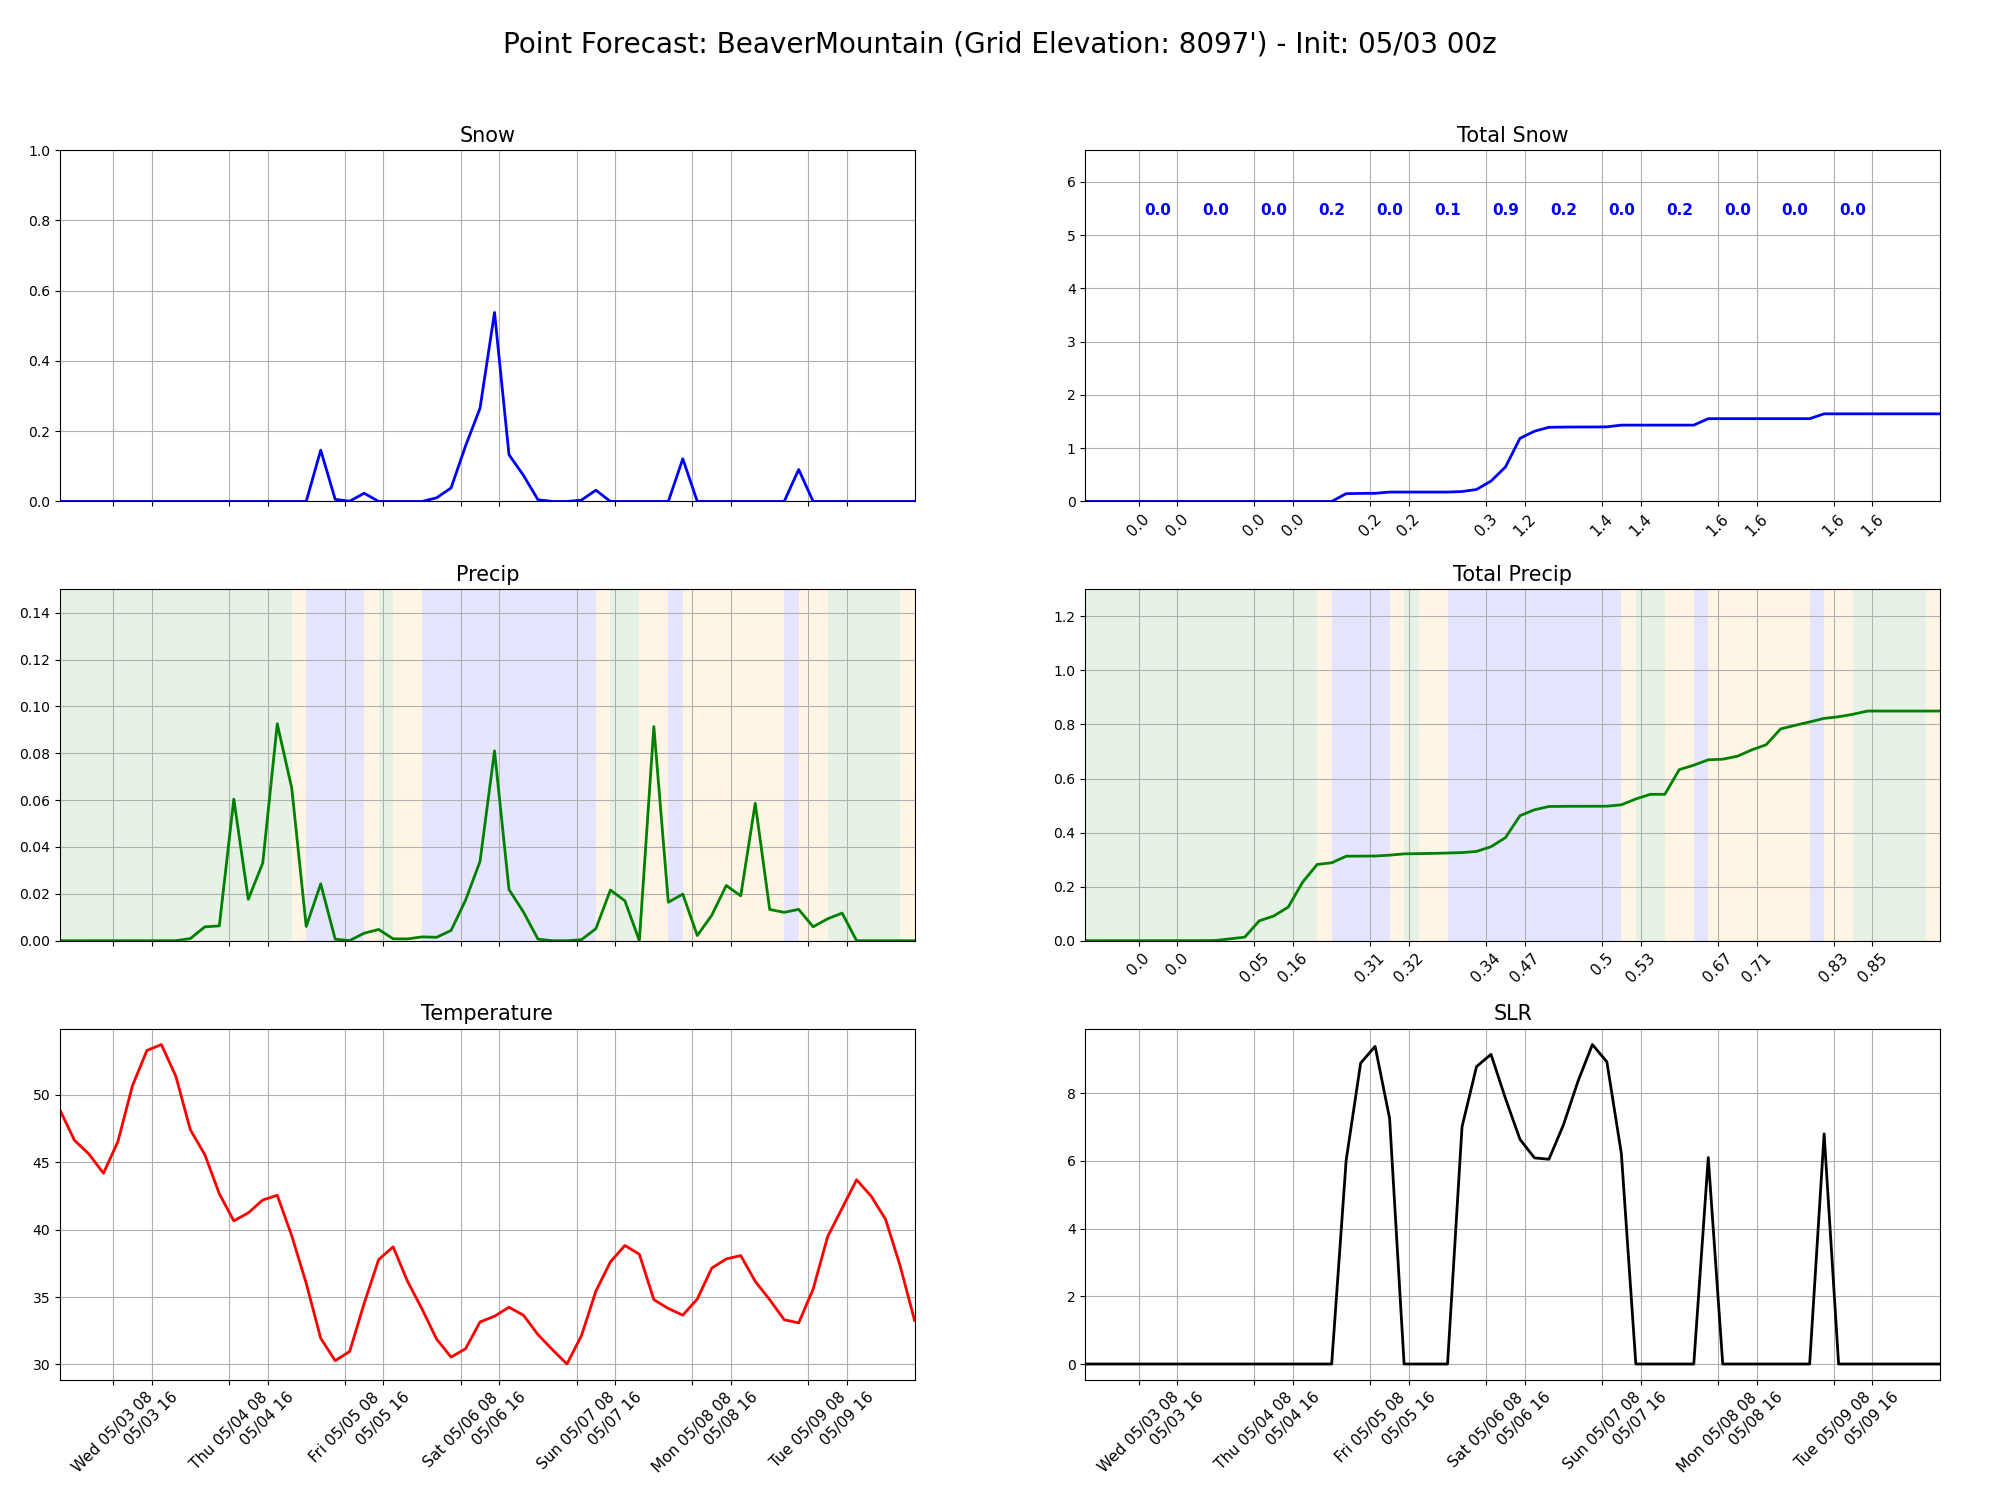 Point Forecast: BeaverMountain (Grid Elevation: 8097') - Init: 05/03 00z
Snow
1.0
0.8
0.6
0.4
0.2
0.0
Total Snow
6
5
4
3
2
1
0
0.0 0.0 0.0 0.2 0.0 0.1 0.9 0.2 0.0 0.2 0.0 0.0 0.0
0.0 0.0 0.0 0.0 0.2 0.2 0.3 1.2 1.4 1.4 1.6 1.6 1.6 1.6
Precip
0.14
0.12
0.10
0.08
0.06
0.04
0.02
0.00
Total Precip
1.2
1.0
0.8
0.6
0.4
0.2
0.0
0.0 0.0 0.05 0.16 0.31 0.32 0.34 0.47 0.5 0.53 0.67 0.71 0.83 0.85
Temperature
50
45
40
35
30
Wed 05/03 08
05/03 16
Thu 05/04 08
05/04 16
Fri 05/05 08
05/05 16
Sat 05/06 08
05/06 16
Sun 05/07 08
05/07 16
Mon 05/08 08
05/08 16
Tue 05/09 08
05/09 16
SLR
8
6
4
2
0
Wed 05/03 08
05/03 16
Thu 05/04 08
05/04 16
Fri 05/05 08
05/05 16
Sat 05/06 08
05/06 16
Sun 05/07 08
05/07 16
Mon 05/08 08
05/08 16
Tue 05/09 08
05/09 16